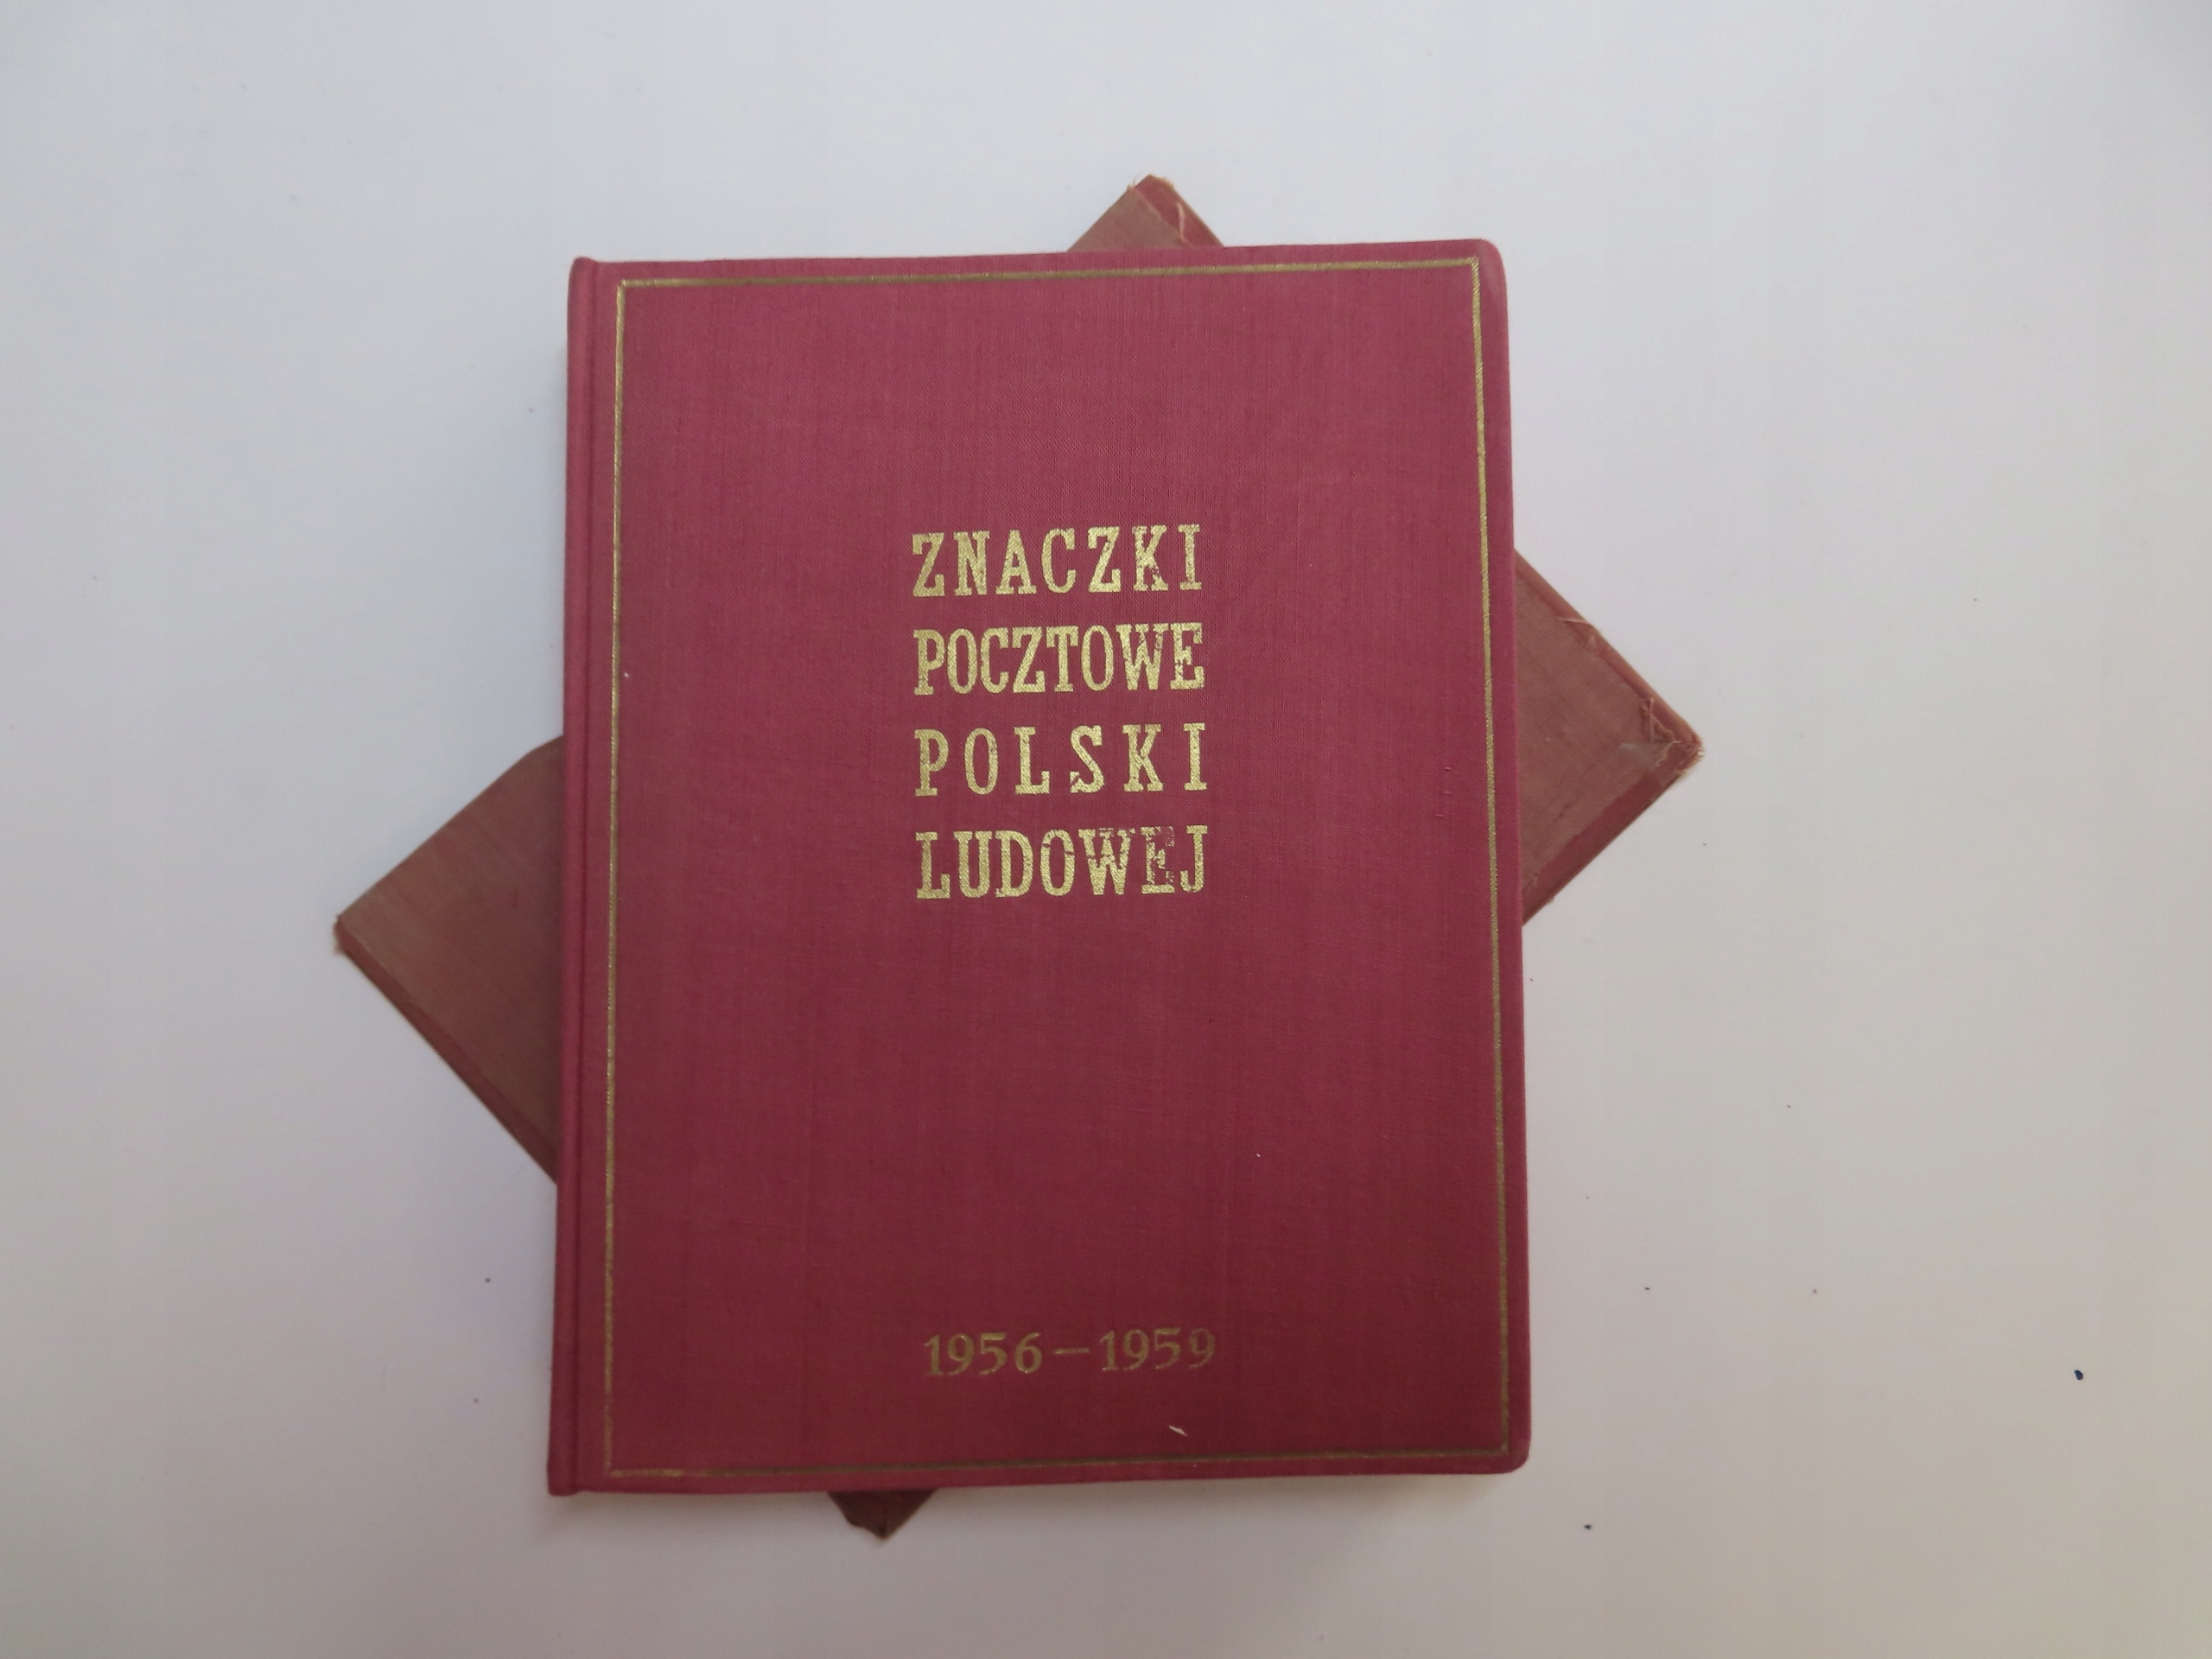 ZNACZKI
POCZTOWE
POLSKI
LUDOWEJ
1956-1959